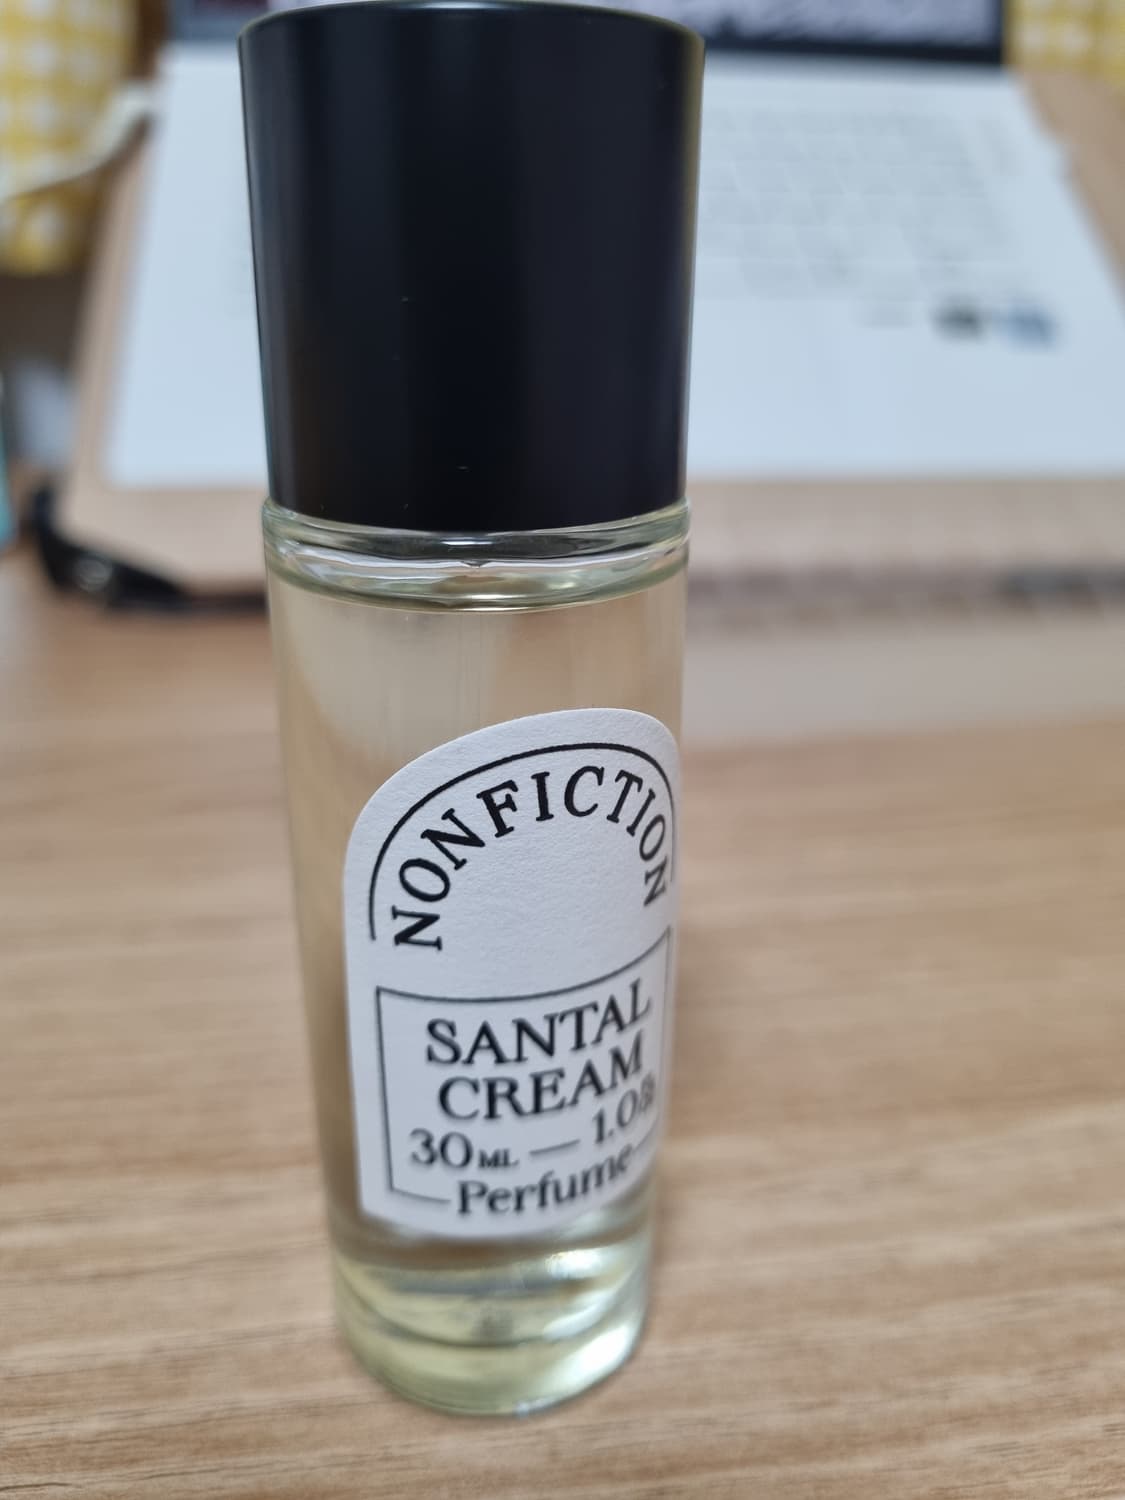 NONFICTION
SANTAL
CREAM
30ML — 1.0
Perfume